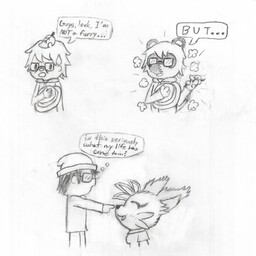 Guys, look, I'm
NOT a furry...
BUT...
Is this seriously
what my life has
come to...?